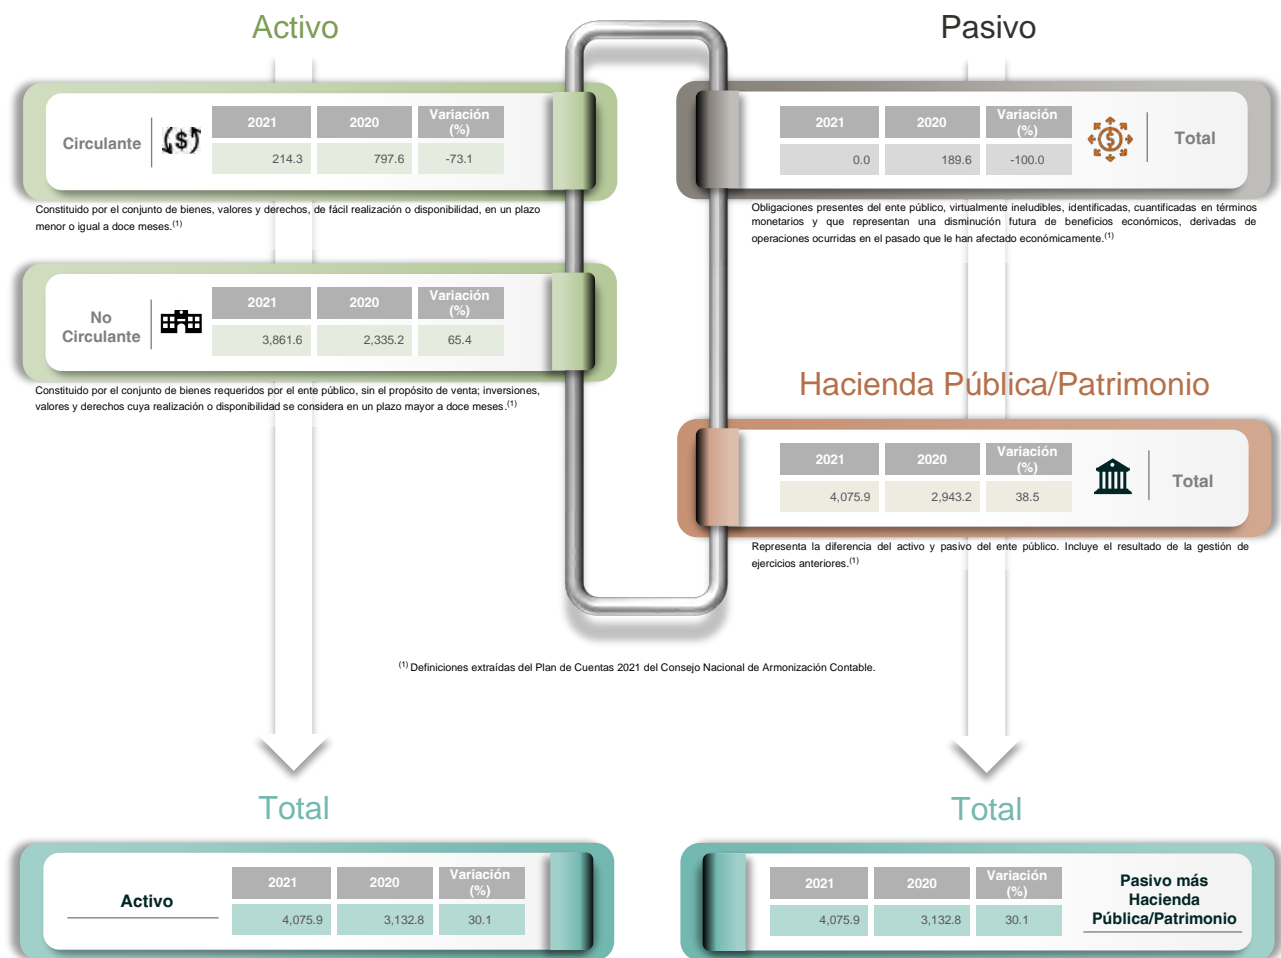 Activo
Circulante
2021 2020 Variación (%)
214.3 797.6 -73.1
Constituido por el conjunto de bienes, valores y derechos, de fácil realización o disponibilidad, en un plazo
menor o igual a doce meses.(1)
No
Circulante
2021 2020 Variación (%)
3,861.6 2,335.2 65.4
Constituido por el conjunto de bienes requeridos por el ente público, sin el propósito de venta; inversiones,
valores y derechos cuya realización o disponibilidad se considera en un plazo mayor a doce meses.(1)
Pasivo
2021 2020 Variación (%)
0.0 189.6 -100.0
Total
Obligaciones presentes del ente público, virtualmente ineludibles, identificadas, cuantificadas en términos
monetarios y que representan una disminución futura de beneficios económicos, derivadas de
operaciones ocurridas en el pasado que le han afectado económicamente.(1)
Hacienda Pública/Patrimonio
2021 2020 Variación (%)
4,075.9 2,943.2 38.5
Total
Representa la diferencia del activo y pasivo del ente público. Incluye el resultado de la gestión de
ejercicios anteriores.(1)
(1) Definiciones extraídas del Plan de Cuentas 2021 del Consejo Nacional de Armonización Contable.
Total
Activo
2021 2020 Variación (%)
4,075.9 3,132.8 30.1
Total
2021 2020 Variación (%)
4,075.9 3,132.8 30.1
Pasivo más
Hacienda
Pública/Patrimonio